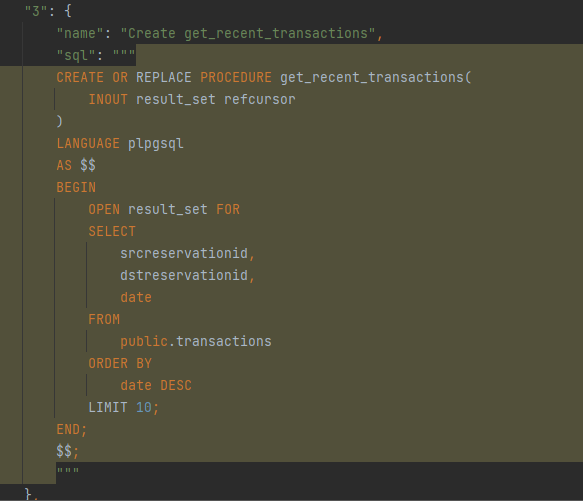 "3": {
"name": "Create get_recent_transactions",
"sql": """
CREATE OR REPLACE PROCEDURE get_recent_transactions(
INOUT result_set refcursor
)
LANGUAGE plpgsql
AS $$
BEGIN
OPEN result_set FOR
SELECT
srcreservationid,
dstreservationid,
date
FROM
public.transactions
ORDER BY
date DESC
LIMIT 10;
END;
$$;
"""
},